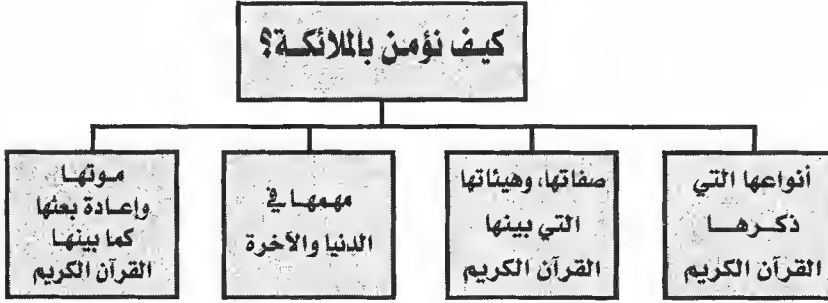 كيف نؤمن بالملائكة؟
أنواعها التي
ذكرها
القرآن الكريم
صفاتها، وهيئاتها
التي بينها
القرآن الكريم
مهمها في
الدنيا والآخرة
موتها
وإعادة بعثها
كما بينها
القرآن الكريم